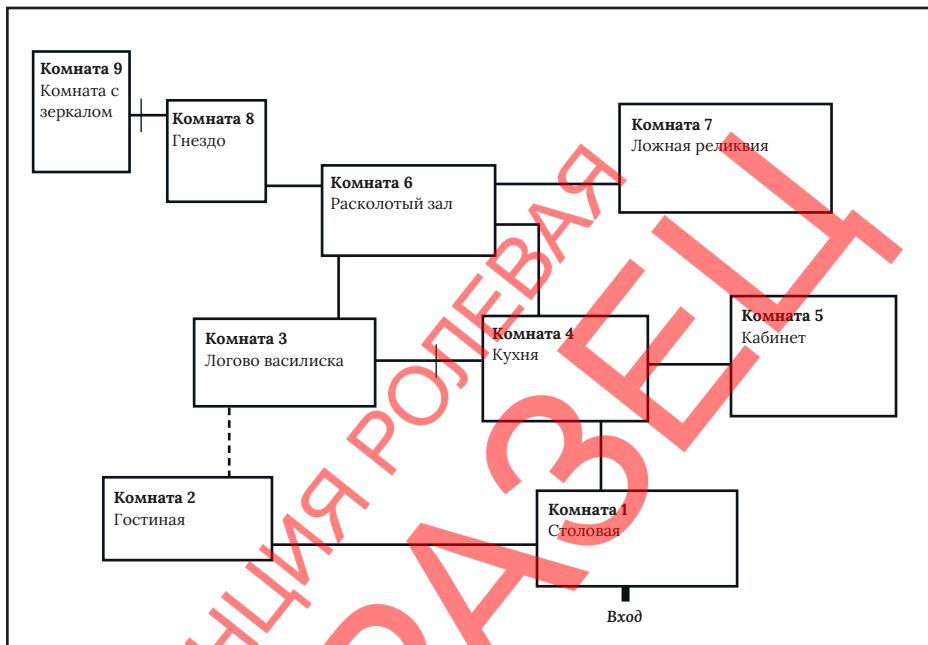 Комната 9
Комната с
зеркалом
Комната 8
Гнездо
Комната 7
Ложная реликвия
Комната 6
Расколотый зал
Комната 5
Кабинет
Комната 3
Логово василиска
Комната 4
Кухня
Комната 2
Гостиная
Комната 1
Столовая
Вход
РОЛЕВАЯ